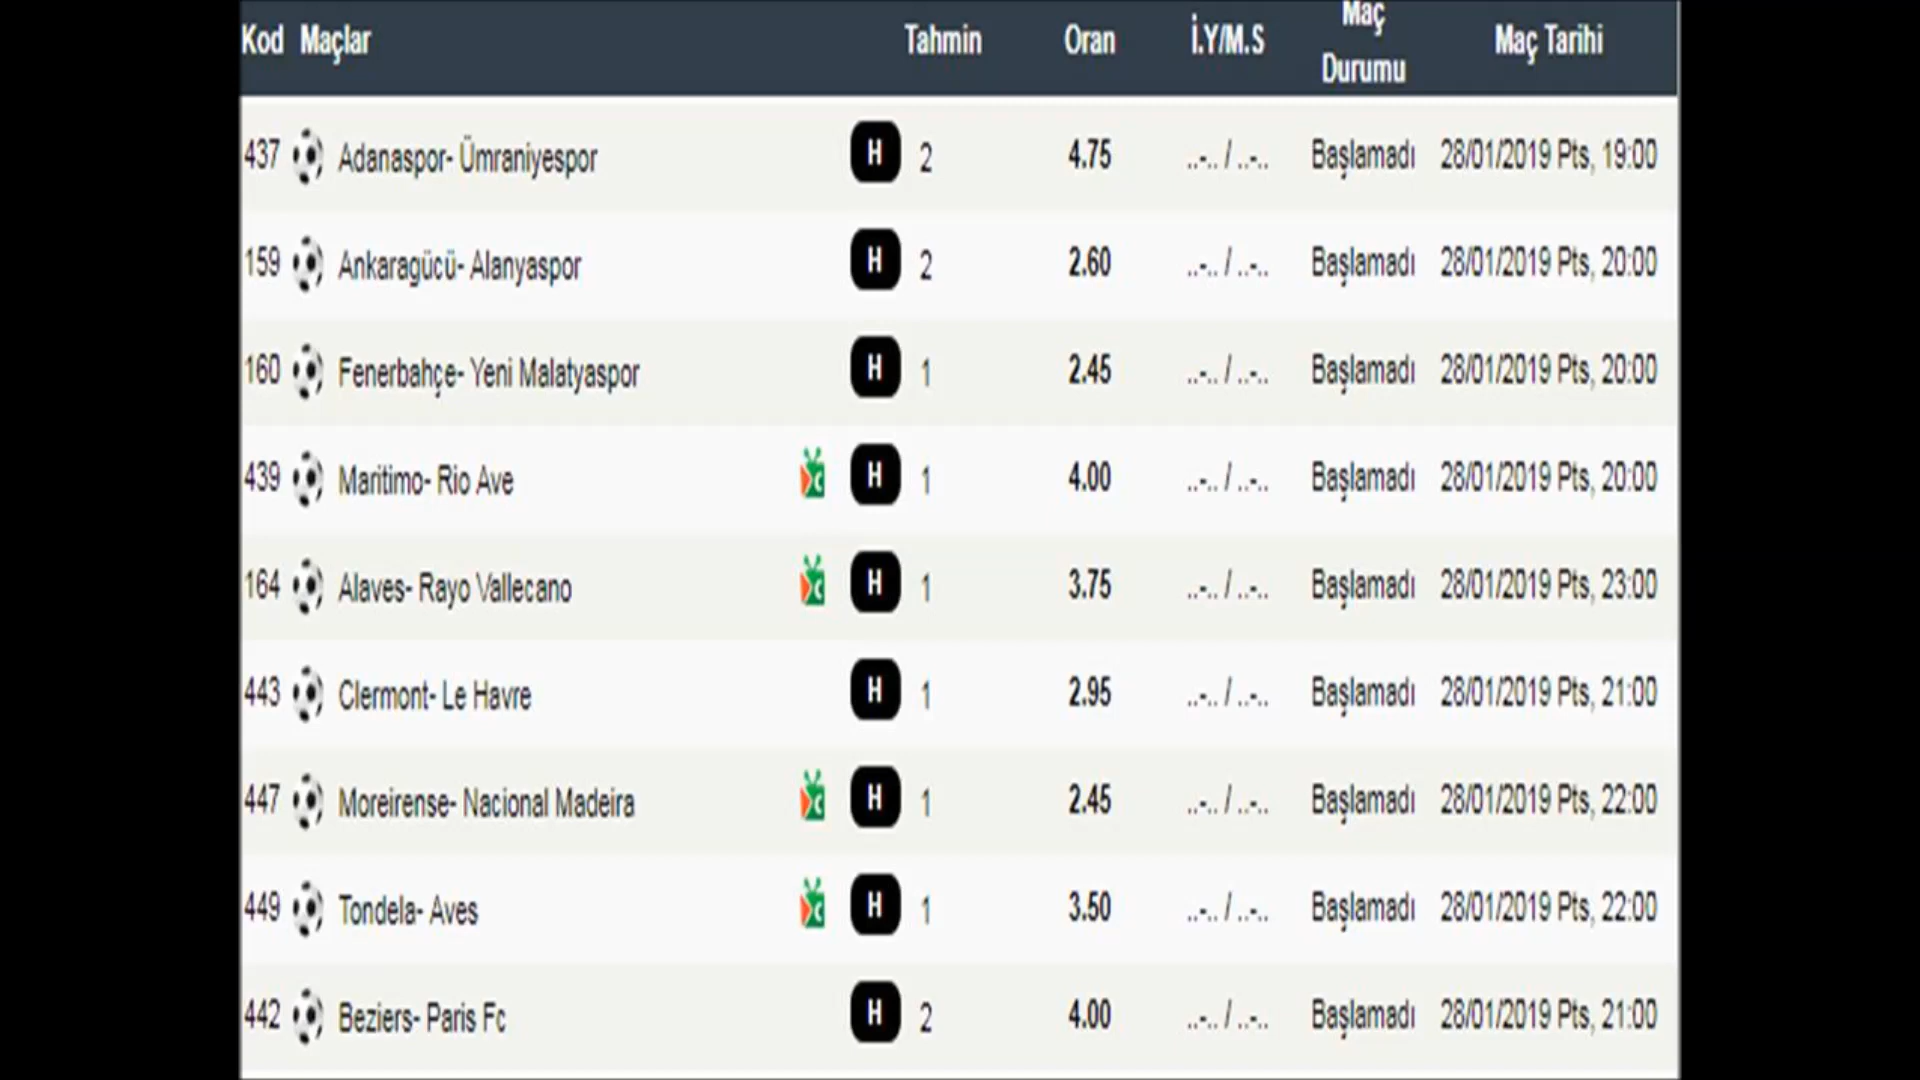 Kod Maçlar Tahmin Oran İ.Y/M.S Maç Durumu Maç Tarihi
437 Adanaspor- Ümraniyespor H 2 4.75 ..-.. / ..-.. Başlamadı 28/01/2019 Pts, 19:00
159 Ankaragücü- Alanyaspor H 2 2.60 ..-.. / ..-.. Başlamadı 28/01/2019 Pts, 20:00
160 Fenerbahçe- Yeni Malatyaspor H 1 2.45 ..-.. / ..-.. Başlamadı 28/01/2019 Pts, 20:00
439 Maritimo- Rio Ave H 1 4.00 ..-.. / ..-.. Başlamadı 28/01/2019 Pts, 20:00
164 Alaves- Rayo Vallecano H 1 3.75 ..-.. / ..-.. Başlamadı 28/01/2019 Pts, 23:00
443 Clermont- Le Havre H 1 2.95 ..-.. / ..-.. Başlamadı 28/01/2019 Pts, 21:00
447 Moreirense- Nacional Madeira H 1 2.45 ..-.. / ..-.. Başlamadı 28/01/2019 Pts, 22:00
449 Tondela- Aves H 1 3.50 ..-.. / ..-.. Başlamadı 28/01/2019 Pts, 22:00
442 Beziers- Paris Fc H 2 4.00 ..-.. / ..-.. Başlamadı 28/01/2019 Pts, 21:00